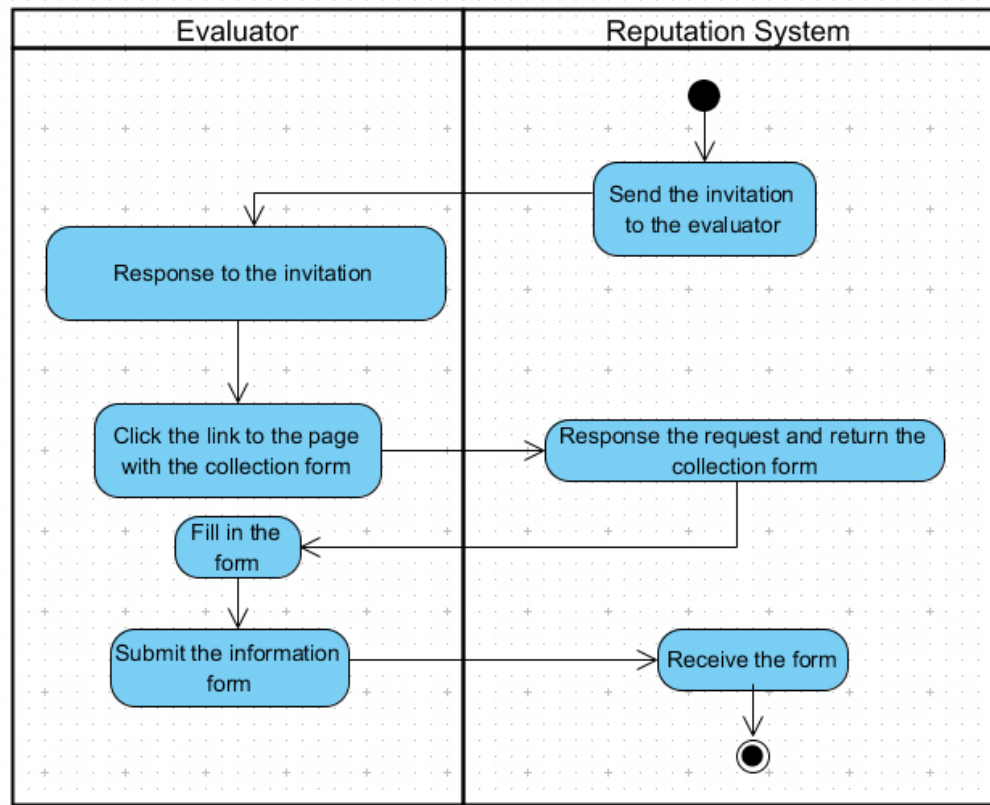 Evaluator
Reputation System
Send the invitation
to the evaluator
Response to the invitation
Click the link to the page
with the collection form
Response the request and return the
collection form
Fill in the
form
Submit the information
form
Receive the form